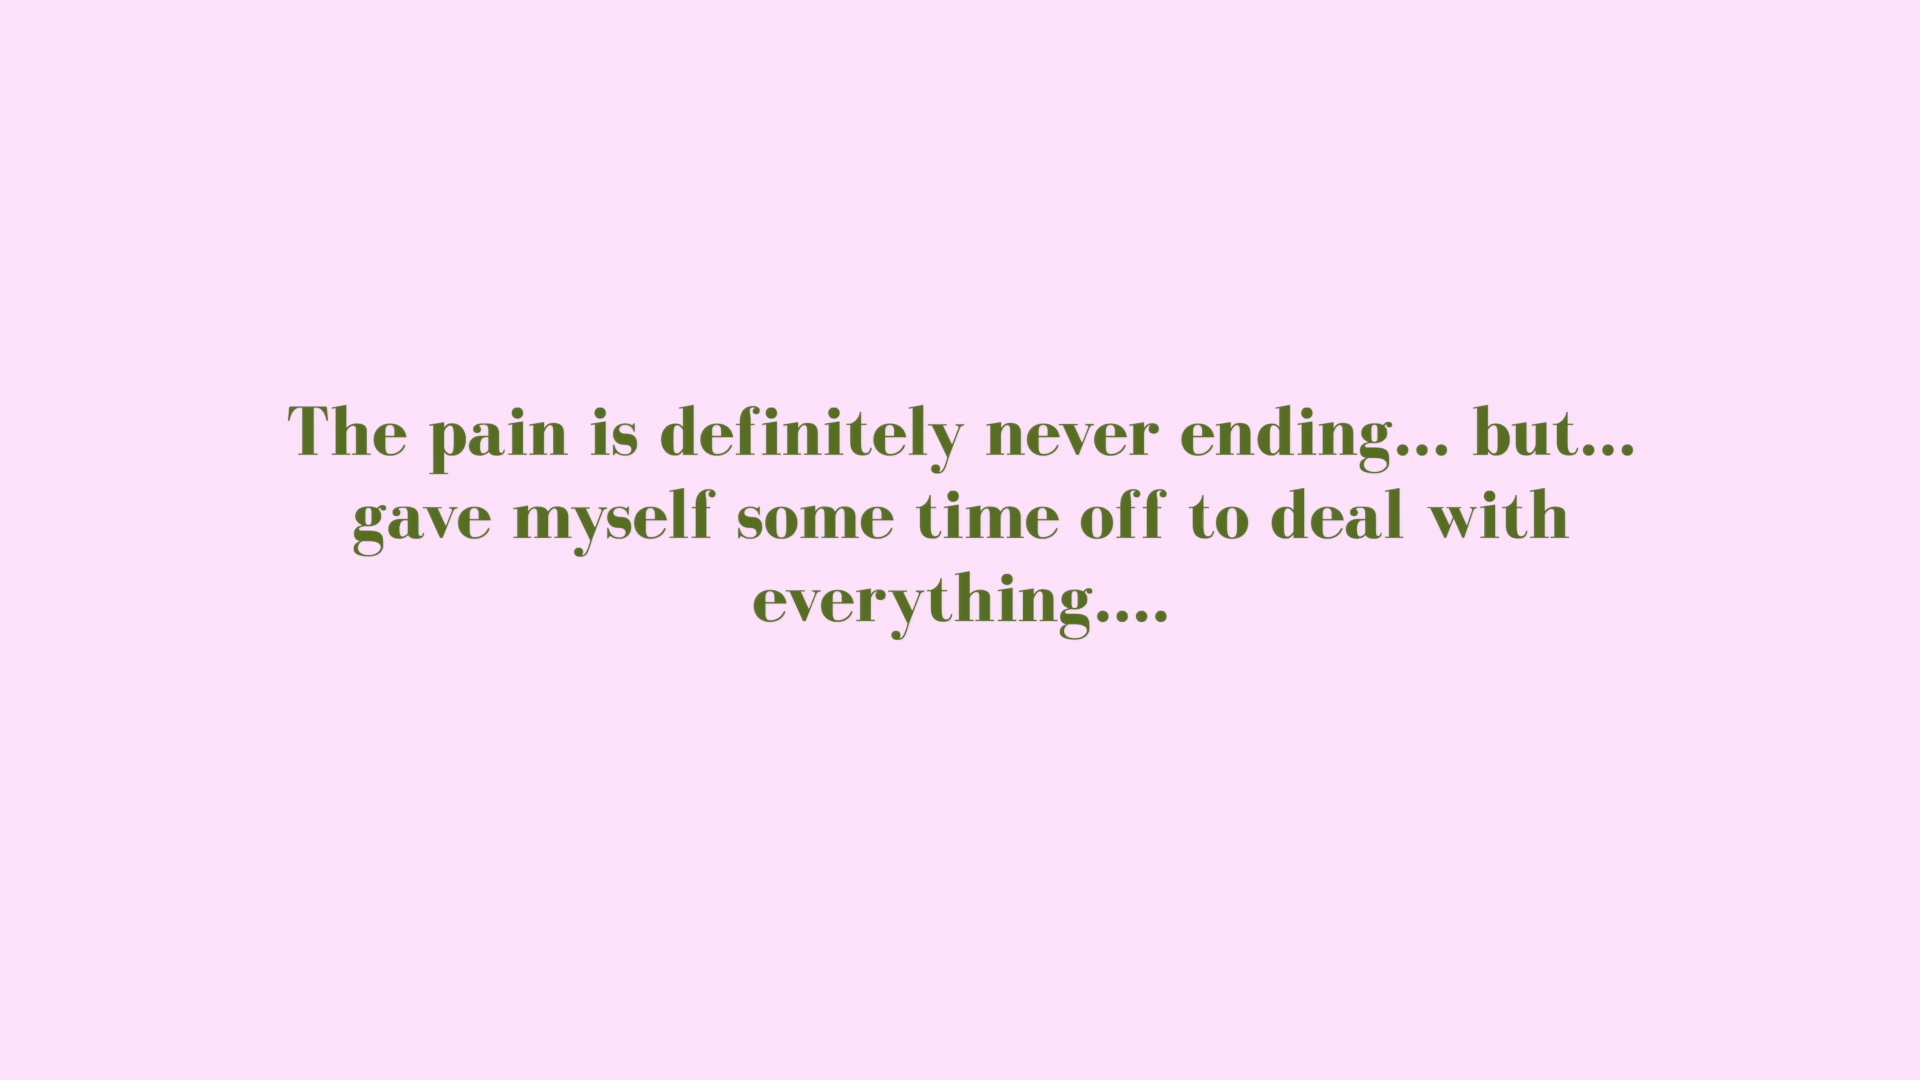 The pain is definitely never ending... but...
gave myself some time off to deal with
everything....